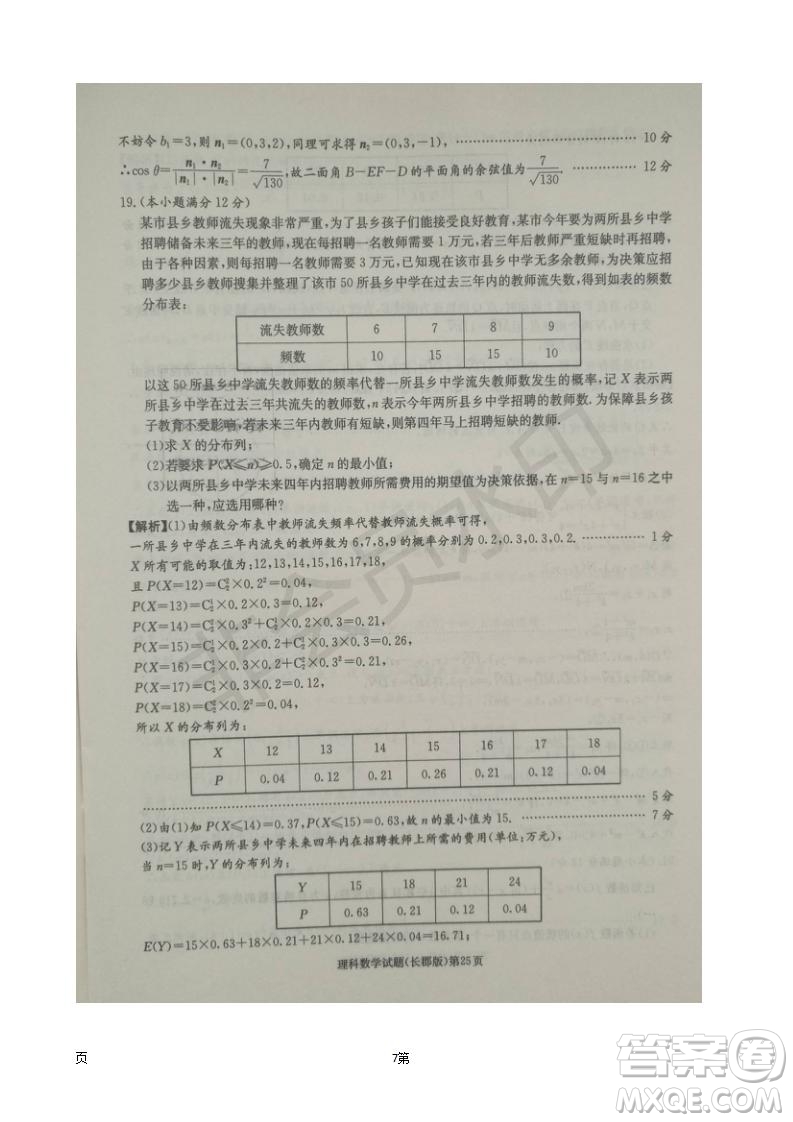 不妨令 b₁=3,则 n₁=(0,3,2),同理可求得 n₂=(0,3,-1), ………………………… 10 分
∴cos θ=n₁·n₂/|n₁|·|n₂|=7/√130,故二面角 B-EF-D 的平面角的余弦值为7/√130. …………… 12 分
19.(本小题满分 12 分)
某市县乡教师流失现象非常严重,为了县乡孩子们能接受良好教育,某市今年要为两所县乡中学
招聘储备未来三年的教师,现在每招聘一名教师需要 1 万元,若三年后教师严重短缺时再招聘,
由于各种因素,则每招聘一名教师需要 3 万元,已知现在该市县乡中学无多余教师,为决策应招
聘多少县乡教师搜集并整理了该市 50 所县乡中学在过去三年内的教师流失数,得到如表的频数
分布表:
流失教师数 6 7 8 9
频数 10 15 15 10
以这 50 所县乡中学流失教师数的频率代替一所县乡中学流失教师数发生的概率,记 X 表示两
所县乡中学在过去三年共流失的教师数,n 表示今年两所县乡中学招聘的教师数.为保障县乡孩
子教育不受影响,若未来三年内教师有短缺,则第四年马上招聘短缺的教师.
(1)求 X 的分布列;
(2)若要求 P(X≤n)≥0.5,确定 n 的最小值;
(3)以两所县乡中学未来四年内招聘教师所需费用的期望值为决策依据,在 n=15 与 n=16 之中
选一种,应选用哪种?
【解析】(1)由频数分布表中教师流失频率代替教师流失概率可得,
一所县乡中学在三年内流失的教师数为 6,7,8,9 的概率分别为 0.2,0.3,0.3,0.2. …………… 1 分
X 所有可能的取值为:12,13,14,15,16,17,18,
且 P(X=12)=C₂⁰×0.2²=0.04,
P(X=13)=C₂¹×0.2×0.3=0.12,
P(X=14)=C₂⁰×0.3²+C₂¹×0.2×0.3=0.21,
P(X=15)=C₂¹×0.2×0.2+C₂¹×0.3×0.3=0.26,
P(X=16)=C₂¹×0.3×0.2+C₂⁰×0.3²=0.21,
P(X=17)=C₂¹×0.3×0.2=0.12,
P(X=18)=C₂⁰×0.2²=0.04,
所以 X 的分布列为:
X 12 13 14 15 16 17 18
P 0.04 0.12 0.21 0.26 0.21 0.12 0.04
………………………… 5 分
(2)由(1)知 P(X≤14)=0.37,P(X≤15)=0.63,故 n 的最小值为 15. ………………………… 7 分
(3)记 Y 表示两所县乡中学未来四年内在招聘教师上所需的费用(单位:万元),
当 n=15 时,Y 的分布列为:
Y 15 18 21 24
P 0.63 0.21 0.12 0.04
E(Y)=15×0.63+18×0.21+21×0.12+24×0.04=16.71;
理科数学试题(长郡版)第25页
非会员水印
页 7第
答案圈
MXQE.COM